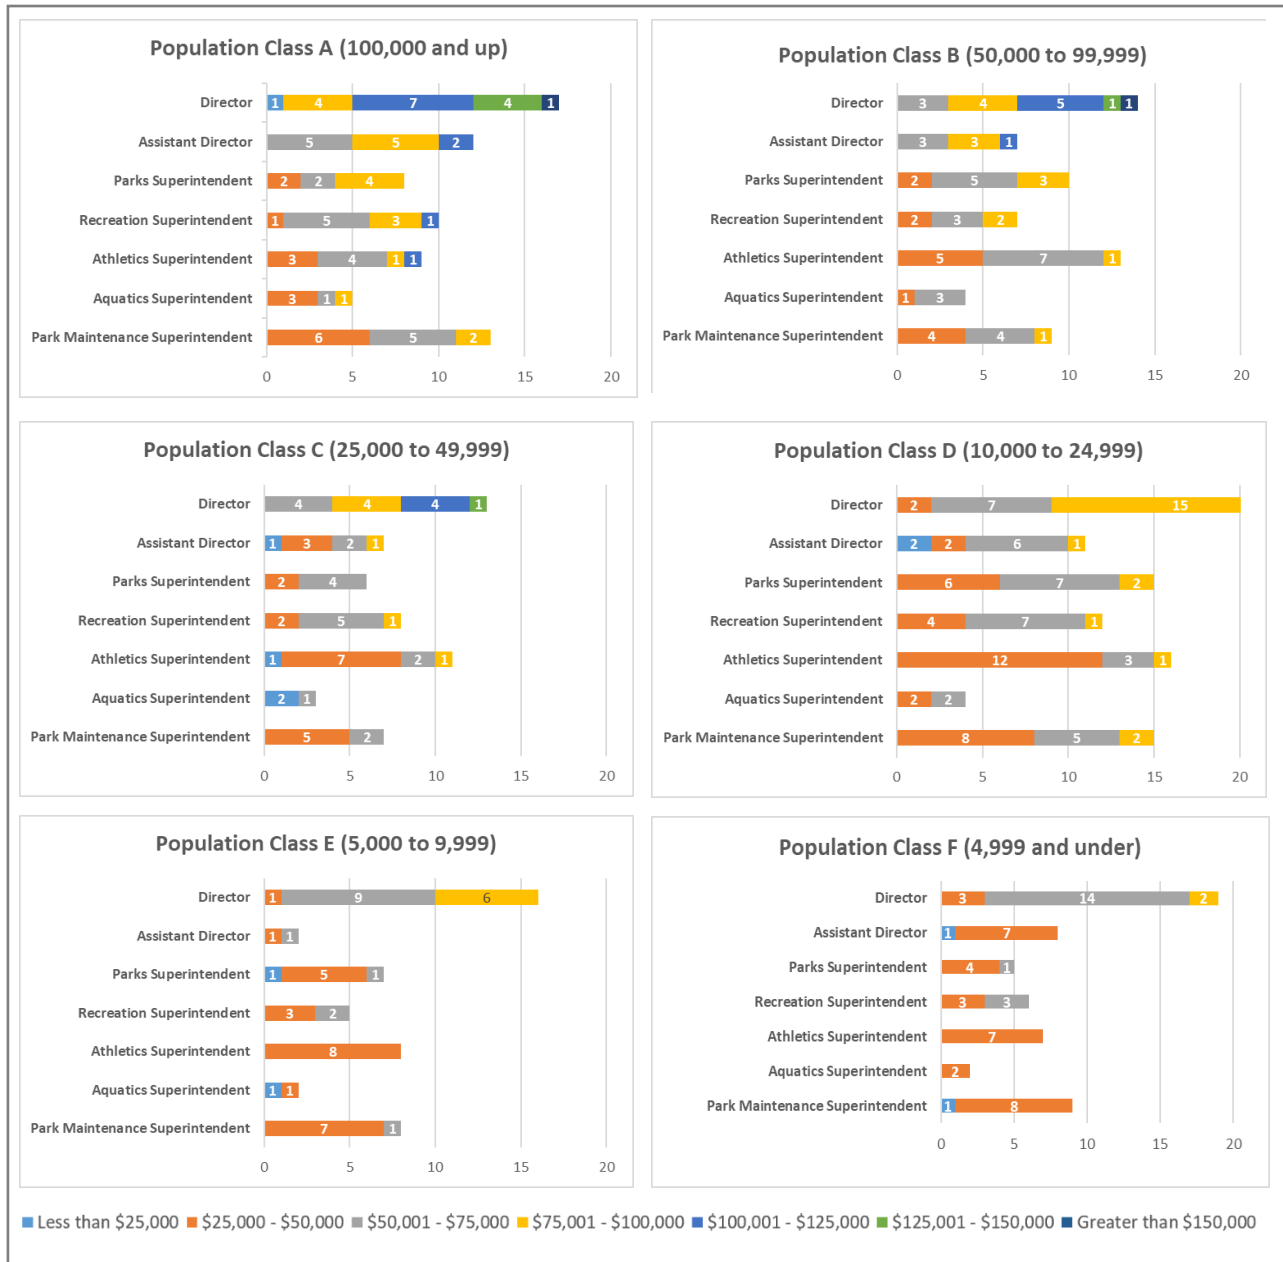 Population Class A (100,000 and up)
Director 1 4 7 4 1
Assistant Director 5 5 2
Parks Superintendent 2 2 4
Recreation Superintendent 1 5 3 1
Athletics Superintendent 3 4 1 1
Aquatics Superintendent 3 1 1
Park Maintenance Superintendent 6 5 2
0 5 10 15 20
Population Class B (50,000 to 99,999)
Director 3 4 5 1 1
Assistant Director 3 3 1
Parks Superintendent 2 5 3
Recreation Superintendent 2 3 2
Athletics Superintendent 5 7 1
Aquatics Superintendent 1 3
Park Maintenance Superintendent 4 4 1
0 5 10 15 20
Population Class C (25,000 to 49,999)
Director 4 4 4 1
Assistant Director 1 3 2 1
Parks Superintendent 2 4
Recreation Superintendent 2 5 1
Athletics Superintendent 1 7 2 1
Aquatics Superintendent 2 1
Park Maintenance Superintendent 5 2
0 5 10 15 20
Population Class D (10,000 to 24,999)
Director 2 7 15
Assistant Director 2 2 6 1
Parks Superintendent 6 7 2
Recreation Superintendent 4 7 1
Athletics Superintendent 12 3 1
Aquatics Superintendent 2 2
Park Maintenance Superintendent 8 5 2
0 5 10 15 20
Population Class E (5,000 to 9,999)
Director 1 9 6
Assistant Director 1 1
Parks Superintendent 1 5 1
Recreation Superintendent 3 2
Athletics Superintendent 8
Aquatics Superintendent 1 1
Park Maintenance Superintendent 7 1
0 5 10 15 20
Population Class F (4,999 and under)
Director 3 14 2
Assistant Director 1 7
Parks Superintendent 4 1
Recreation Superintendent 3 3
Athletics Superintendent 7
Aquatics Superintendent 2
Park Maintenance Superintendent 1 8
0 5 10 15 20
Less than $25,000 $25,000 - $50,000 $50,001 - $75,000 $75,001 - $100,000 $100,001 - $125,000 $125,001 - $150,000 Greater than $150,000